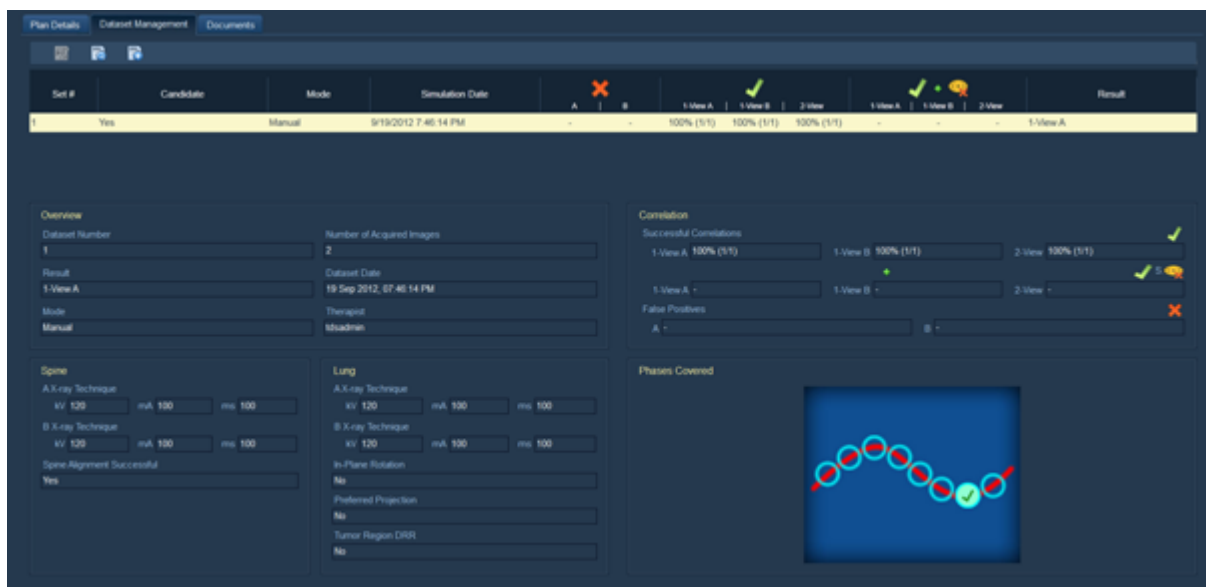 Plan Details Dataset Management Documents
Set # Candidate Mode Simulation Date A | B 1-View A | 1-View B | 2-View 1-View A | 1-View B | 2-View Result
1 Yes Manual 9/19/2012 7:46:14 PM - - 100% (1/1) 100% (1/1) 100% (1/1) - - - 1-View A
Overview
Dataset Number Number of Acquired Images
1 2
Result Dataset Date
1-View A 19 Sep 2012, 07:46:14 PM
Mode Therapist
Manual tdsadmin
Correlation
Successful Correlations
1-View A 100% (1/1) 1-View B 100% (1/1) 2-View 100% (1/1)
1-View A - 1-View B - 2-View -
False Positives
A - B -
Spine
A X-ray Technique
kV 120 mA 100 ms 100
B X-ray Technique
kV 120 mA 100 ms 100
Spine Alignment Successful
Yes
Lung
A X-ray Technique
kV 120 mA 100 ms 100
B X-ray Technique
kV 120 mA 100 ms 100
In-Plane Rotation
No
Preferred Projection
No
Tumor Region DRR
No
Phases Covered